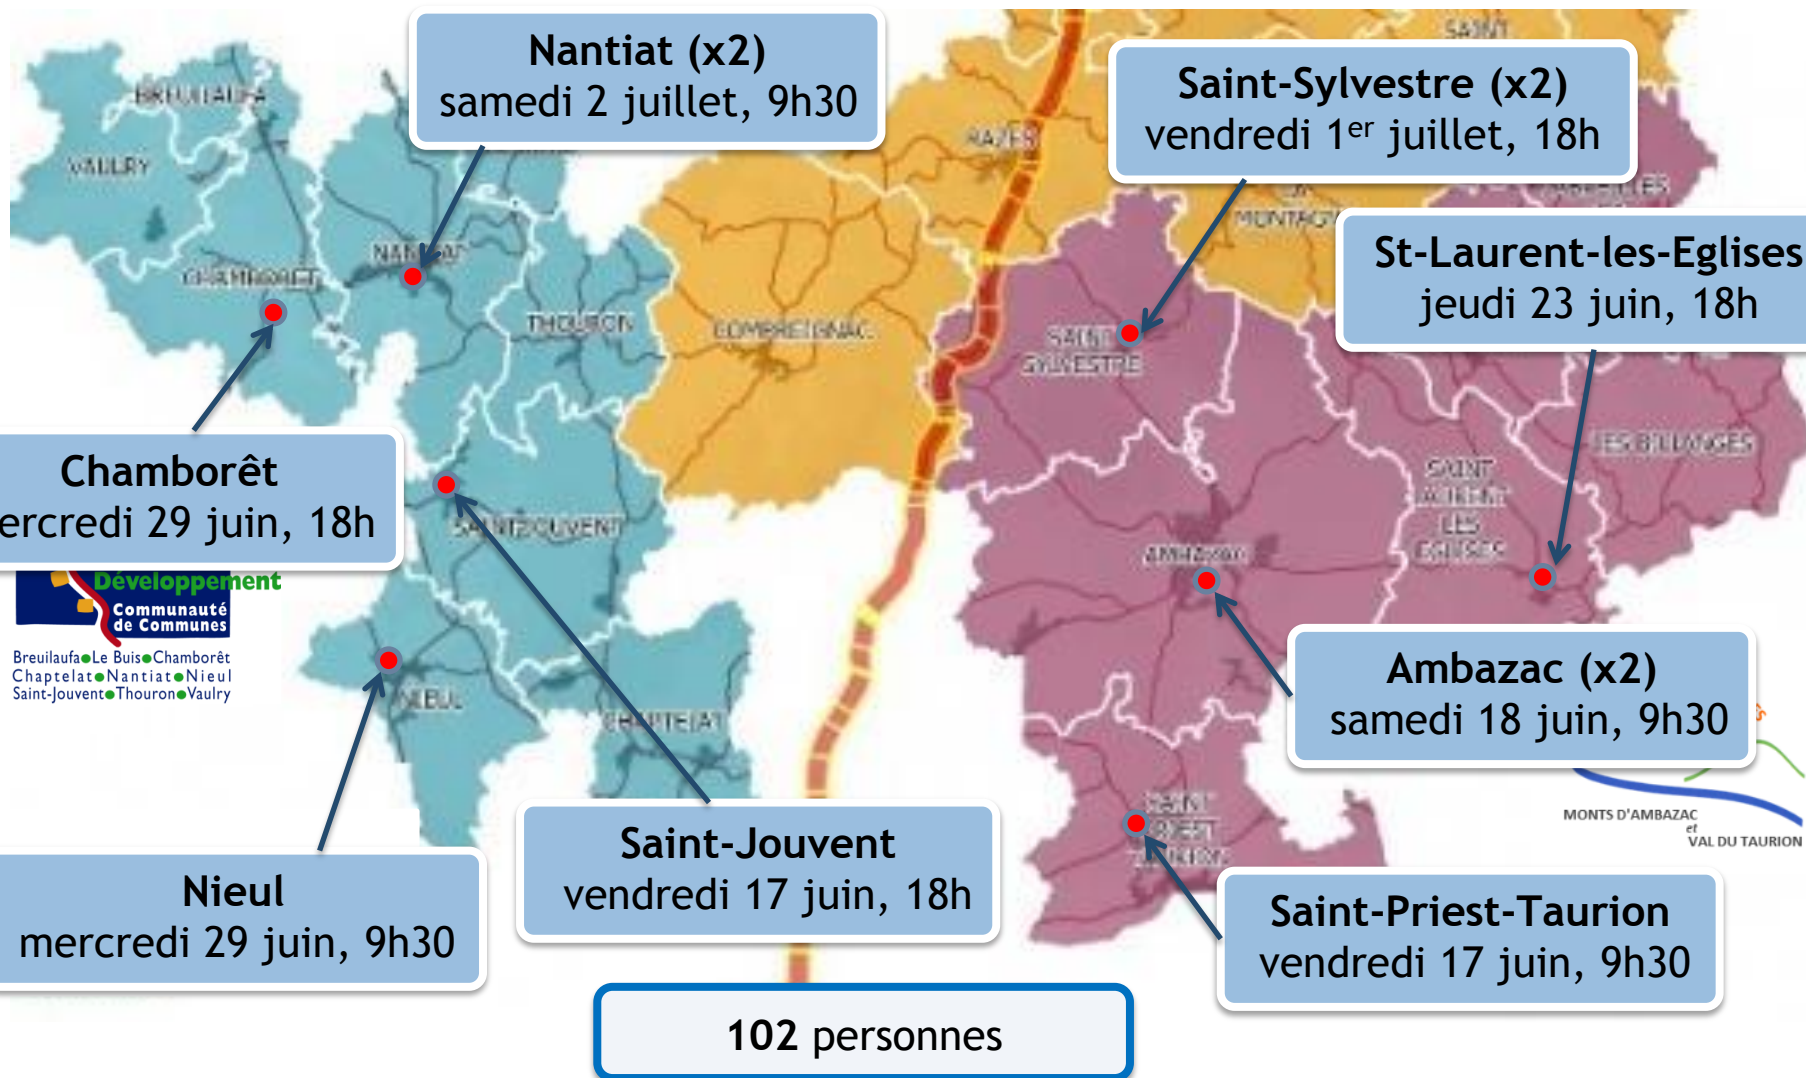 Nantiat (x2)
samedi 2 juillet, 9h30
Saint-Sylvestre (x2)
vendredi 1er juillet, 18h
St-Laurent-les-Eglises
jeudi 23 juin, 18h
Chamborêt
ercredi 29 juin, 18h
Ambazac (x2)
samedi 18 juin, 9h30
Saint-Jouvent
vendredi 17 juin, 18h
Nieul
mercredi 29 juin, 9h30
Saint-Priest-Taurion
vendredi 17 juin, 9h30
102 personnes
BREUILAUFA
VAULRY
CHAMBORET
THOURON
COMPREIGNAC
RAZES
SAINT
MONTAGN
SAINT
SYLVESTRE
LES BILLANGES
SAINT
LAURENT
LES
EGLISES
AMBAZAC
SAINT JOUVENT
NIEUL
CHAPTELAT
SAINT
TAURION
Développement
Communauté
de Communes
Breuilaufa●Le Buis●Chamborêt
Chaptelat●Nantiat●Nieul
Saint-Jouvent●Thouron●Vaulry
MONTS D'AMBAZAC
et
VAL DU TAURION